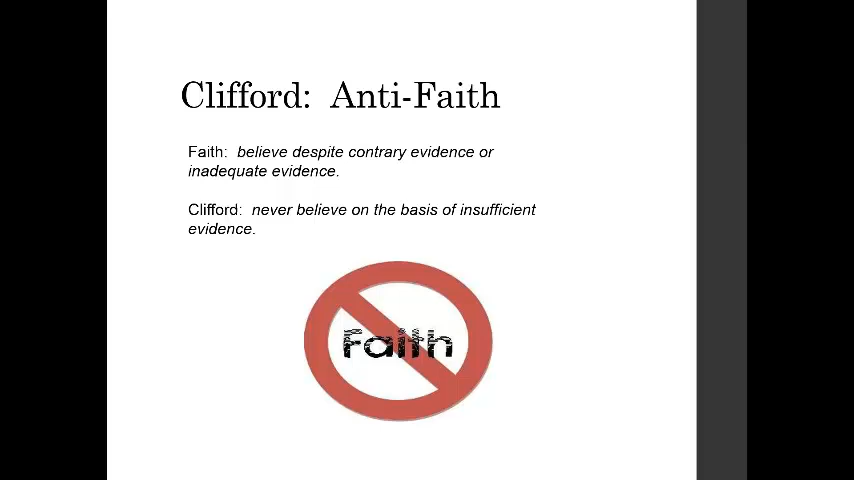 Clifford:  Anti-Faith
Faith:  believe despite contrary evidence or
inadequate evidence.
Clifford:  never believe on the basis of insufficient
evidence.
Faith